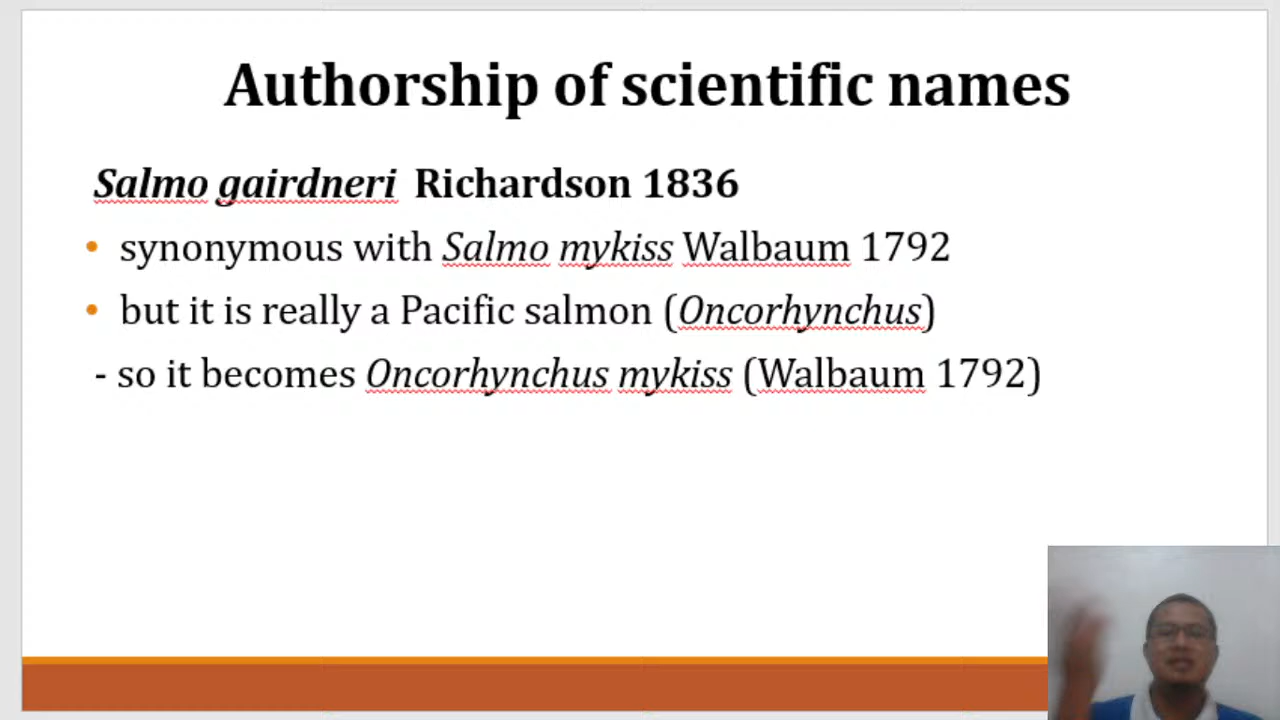 Authorship of scientific names
Salmo gairdneri Richardson 1836
• synonymous with Salmo mykiss Walbaum 1792
• but it is really a Pacific salmon (Oncorhynchus)
- so it becomes Oncorhynchus mykiss (Walbaum 1792)